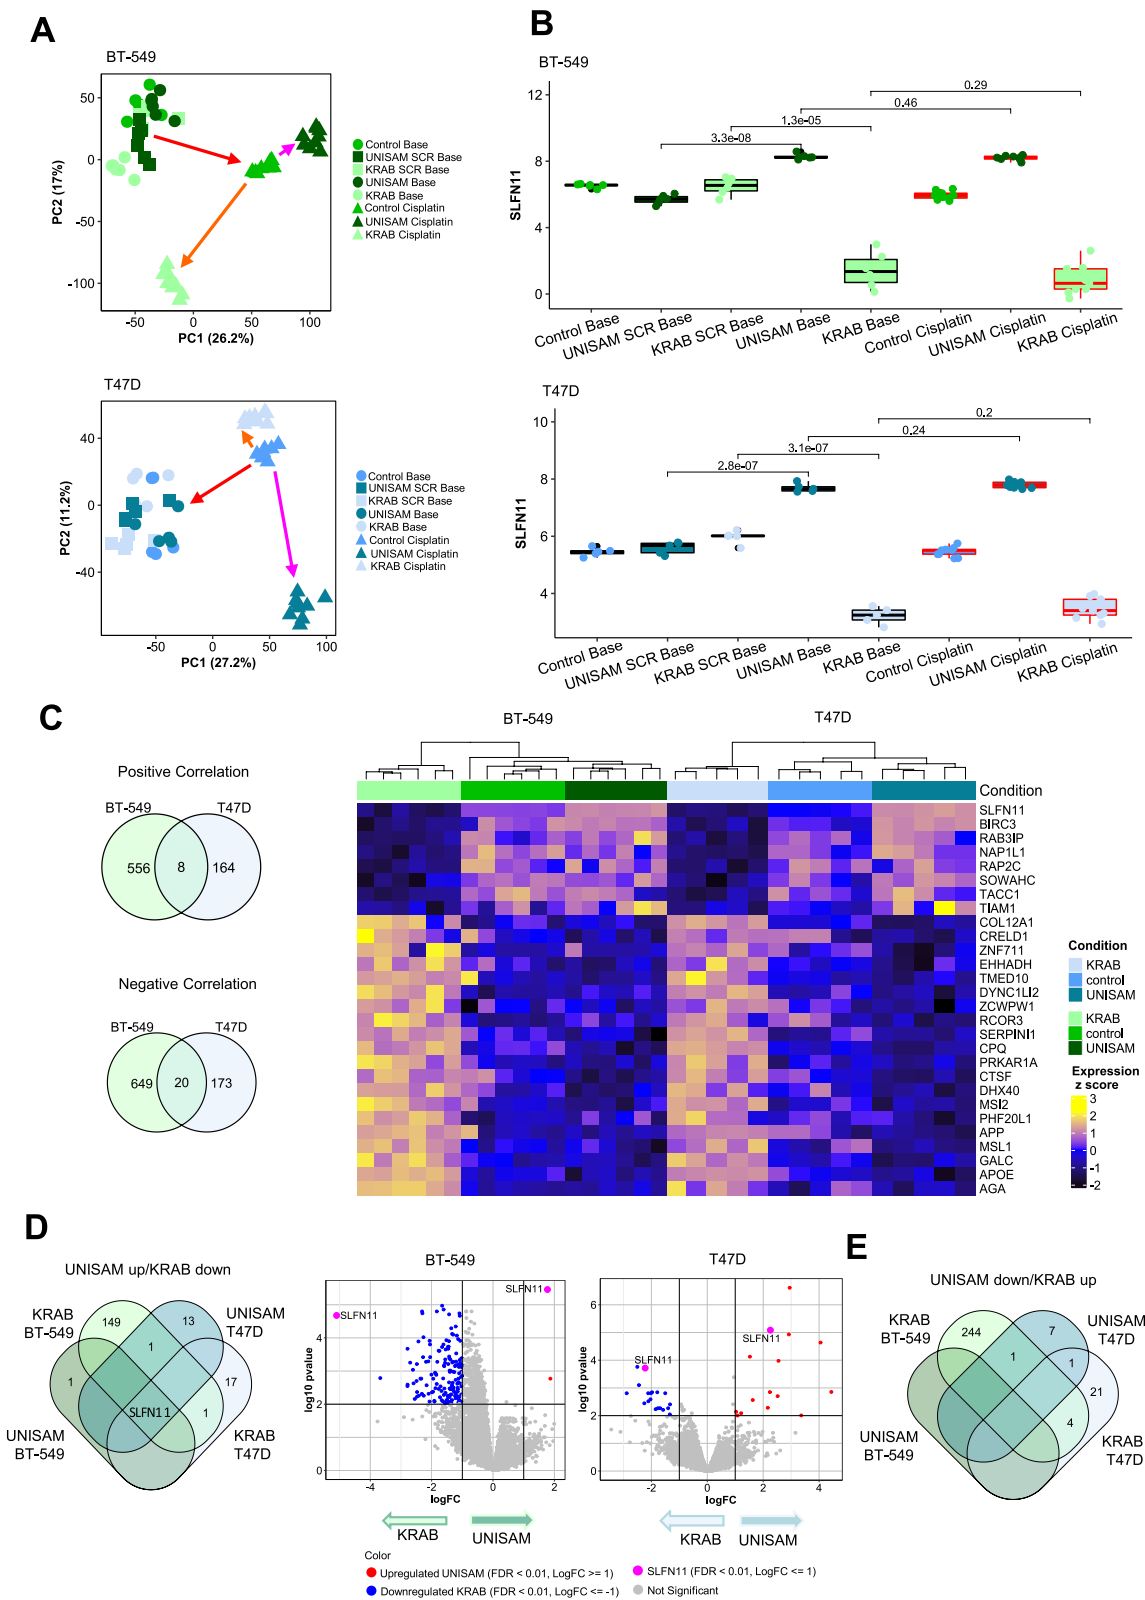 A
BT-549
50
0
-50
-100
-50
0
50
100
PC2 (17%)
PC1 (26.2%)
Control Base
UNISAM SCR Base
KRAB SCR Base
UNISAM Base
KRAB Base
Control Cisplatin
UNISAM Cisplatin
KRAB Cisplatin
T47D
40
0
-40
-50
0
50
100
PC2 (11.2%)
PC1 (27.2%)
Control Base
UNISAM SCR Base
KRAB SCR Base
UNISAM Base
KRAB Base
Control Cisplatin
UNISAM Cisplatin
KRAB Cisplatin
B
BT-549
12
8
4
0
SLFN11
0.29
0.46
1.3e-05
3.3e-08
Control Base
UNISAM SCR Base
KRAB SCR Base
UNISAM Base
KRAB Base
Control Cisplatin
UNISAM Cisplatin
KRAB Cisplatin
T47D
10
8
6
4
SLFN11
0.2
0.24
3.1e-07
2.8e-07
Control Base
UNISAM SCR Base
KRAB SCR Base
UNISAM Base
KRAB Base
Control Cisplatin
UNISAM Cisplatin
KRAB Cisplatin
C
Positive Correlation
BT-549 T47D
556 8 164
Negative Correlation
BT-549 T47D
649 20 173
BT-549 T47D
Condition
SLFN11
BIRC3
RAB3IP
NAP1L1
RAP2C
SOWAHC
TACC1
TIAM1
COL12A1
CRELD1
ZNF711
EHHADH
TMED10
DYNC1LI2
ZCWPW1
RCOR3
SERPINI1
CPQ
PRKAR1A
CTSF
DHX40
MSI2
PHF20L1
APP
MSL1
GALC
APOE
AGA
Condition
KRAB
control
UNISAM
KRAB
control
UNISAM
Expression
z score
3
2
1
0
-1
-2
D
UNISAM up/KRAB down
KRAB
BT-549
UNISAM
T47D
149
13
1
1
17
SLFN11
1
UNISAM
BT-549
KRAB
T47D
BT-549
SLFN11
SLFN11
4
2
0
-4
-2
0
2
4
log10 pvalue
logFC
KRAB
UNISAM
T47D
SLFN11
SLFN11
6
4
2
0
-2
0
2
4
log10 pvalue
logFC
KRAB
UNISAM
Color
Upregulated UNISAM (FDR < 0.01, LogFC >= 1)
Downregulated KRAB (FDR < 0.01, LogFC <= -1)
SLFN11 (FDR < 0.01, LogFC <= 1)
Not Significant
E
UNISAM down/KRAB up
KRAB
BT-549
UNISAM
T47D
244
7
1
1
21
4
UNISAM
BT-549
KRAB
T47D